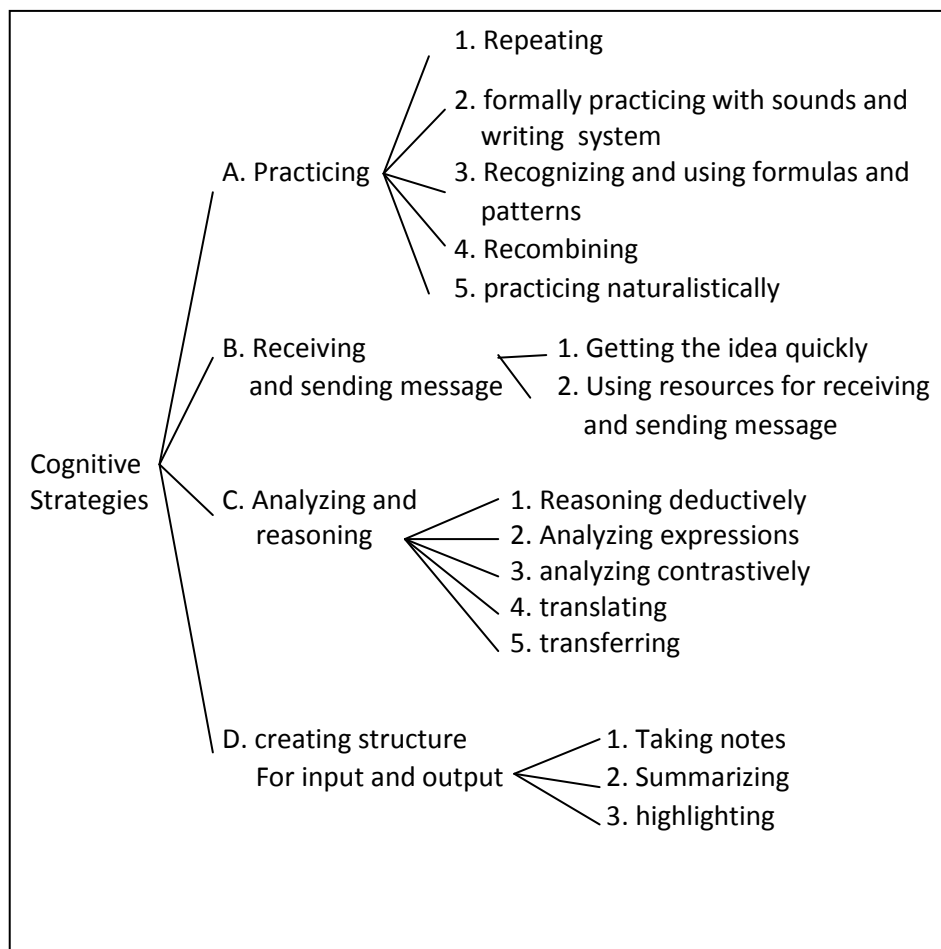 1. Repeating
2. formally practicing with sounds and
writing system
A. Practicing
3. Recognizing and using formulas and
patterns
4. Recombining
5. practicing naturalistically
B. Receiving
and sending message
1. Getting the idea quickly
2. Using resources for receiving
and sending message
Cognitive
Strategies
C. Analyzing and
reasoning
1. Reasoning deductively
2. Analyzing expressions
3. analyzing contrastively
4. translating
5. transferring
D. creating structure
For input and output
1. Taking notes
2. Summarizing
3. highlighting